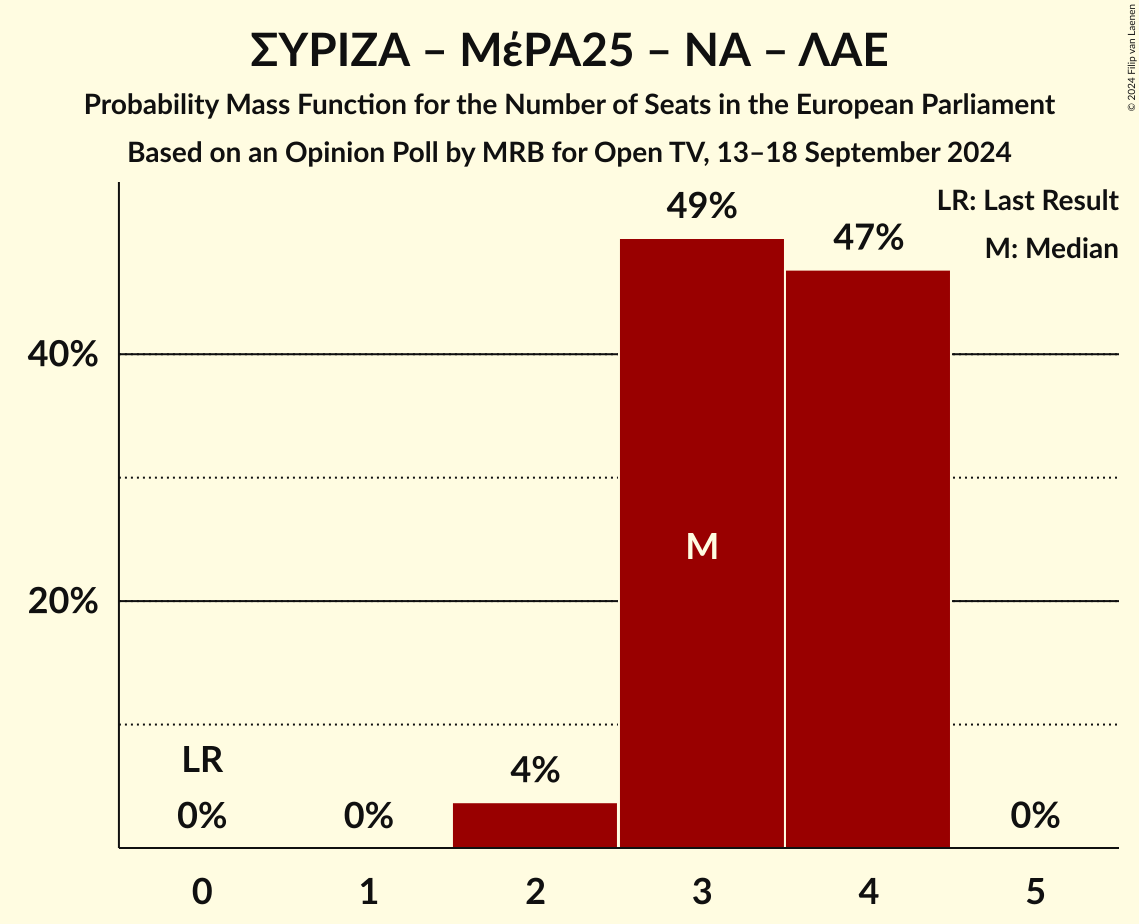 ΣΥΡΙΖΑ – ΜέΡΑ25 – ΝΑ – ΛΑΕ
Probability Mass Function for the Number of Seats in the European Parliament
Based on an Opinion Poll by MRB for Open TV, 13–18 September 2024
© 2024 Filip van Laenen
LR: Last Result
M: Median
49%
47%
40%
M
20%
LR
4%
0%
0%
0%
0
1
2
3
4
5